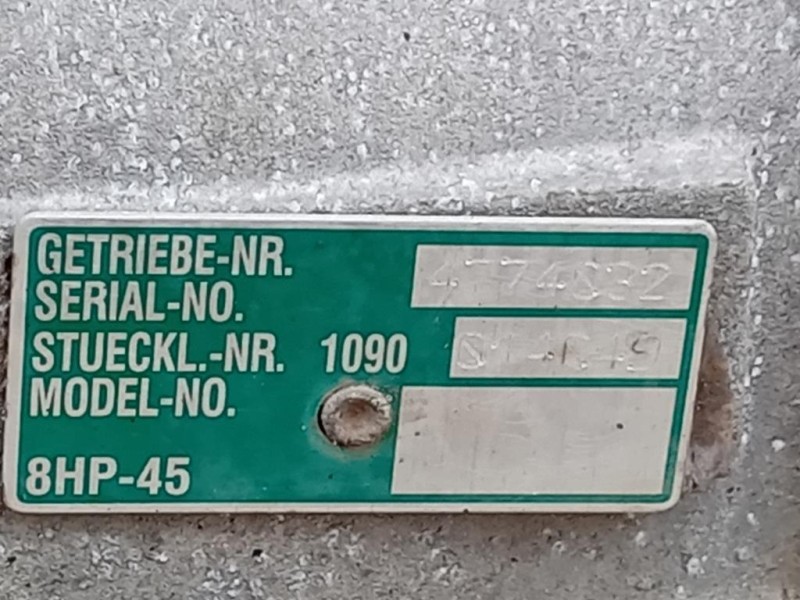 GETRIEBE-NR.
SERIAL-NO.
STUECKL.-NR. 1090
MODEL-NO.
8HP-45